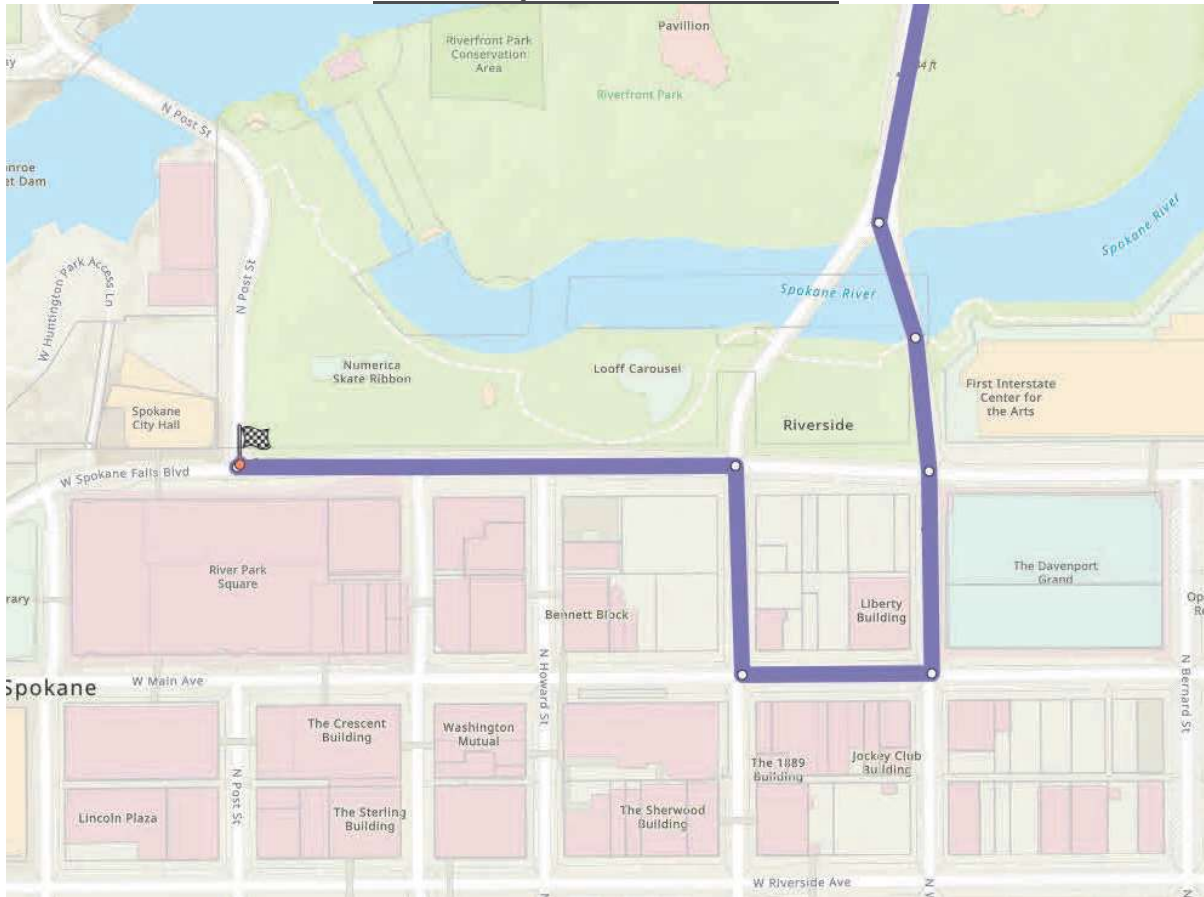 Pavillion
Riverfront Park
Conservation
Area
4 ft
Riverfront Park
N Post St
Spokane River
W Huntington Park Access Ln
N Post St
Spokane River
Numerica
Skate Ribbon
Looff Carousel
First Interstate
Center for
the Arts
Spokane
City Hall
Riverside
W Spokane Falls Blvd
River Park
Square
The Davenport
Grand
Liberty
Building
Bennett Block
N Howard St
W Main Ave
Spokane
N Bernard St
The Crescent
Building
Washington
Mutual
The 1889
Building
Jockey Club
Building
N Post St
Lincoln Plaza
The Sterling
Building
The Sherwood
Building
W Riverside Ave